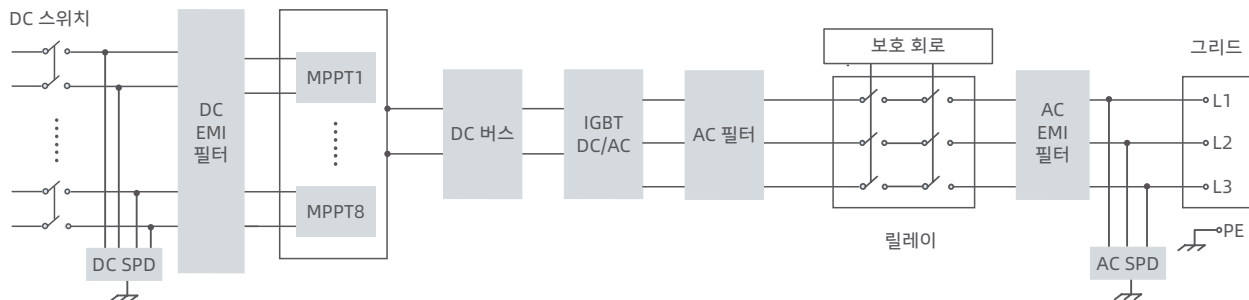 DC 스위치
DC
EMI
필터
MPPT1
MPPT8
DC SPD
DC 버스
IGBT
DC/AC
AC 필터
보호 회로
릴레이
AC
EMI
필터
그리드
L1
L2
L3
PE
AC SPD